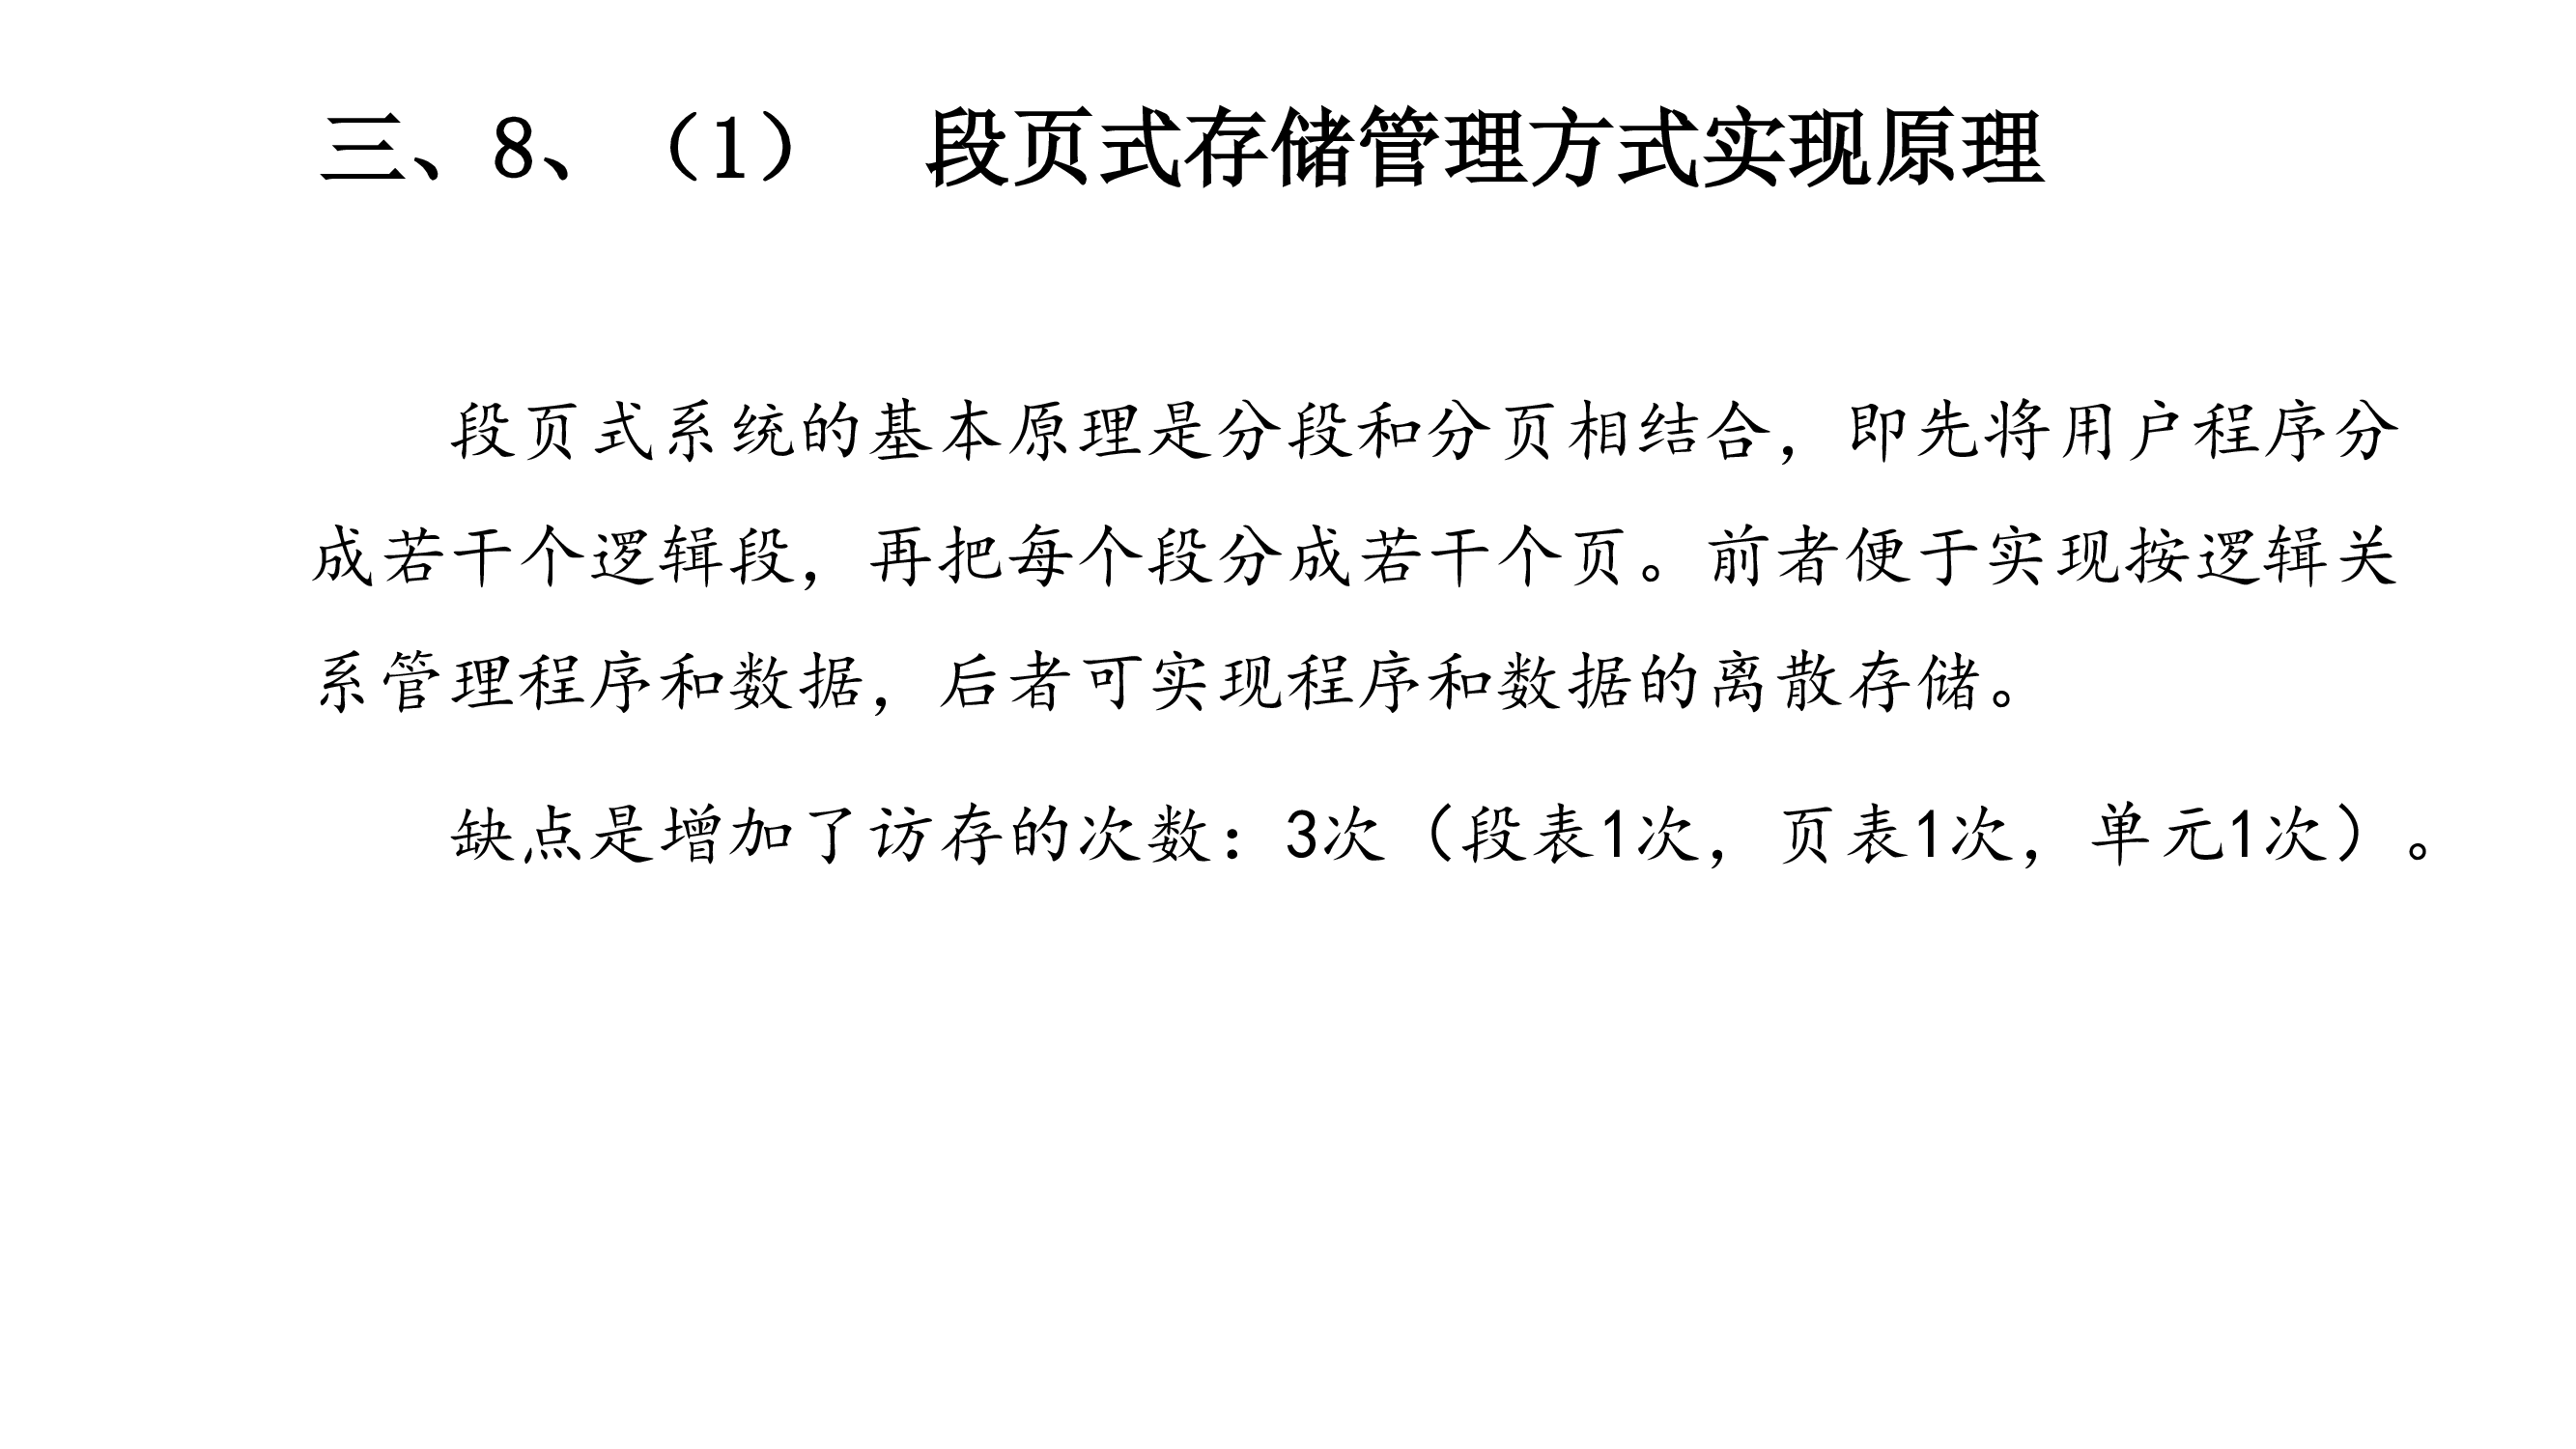 三、8、（1） 段页式存储管理方式实现原理
段页式系统的基本原理是分段和分页相结合，即先将用户程序分
成若干个逻辑段，再把每个段分成若干个页。前者便于实现按逻辑关
系管理程序和数据，后者可实现程序和数据的离散存储。
缺点是增加了访存的次数：3次（段表1次，页表1次，单元1次）。